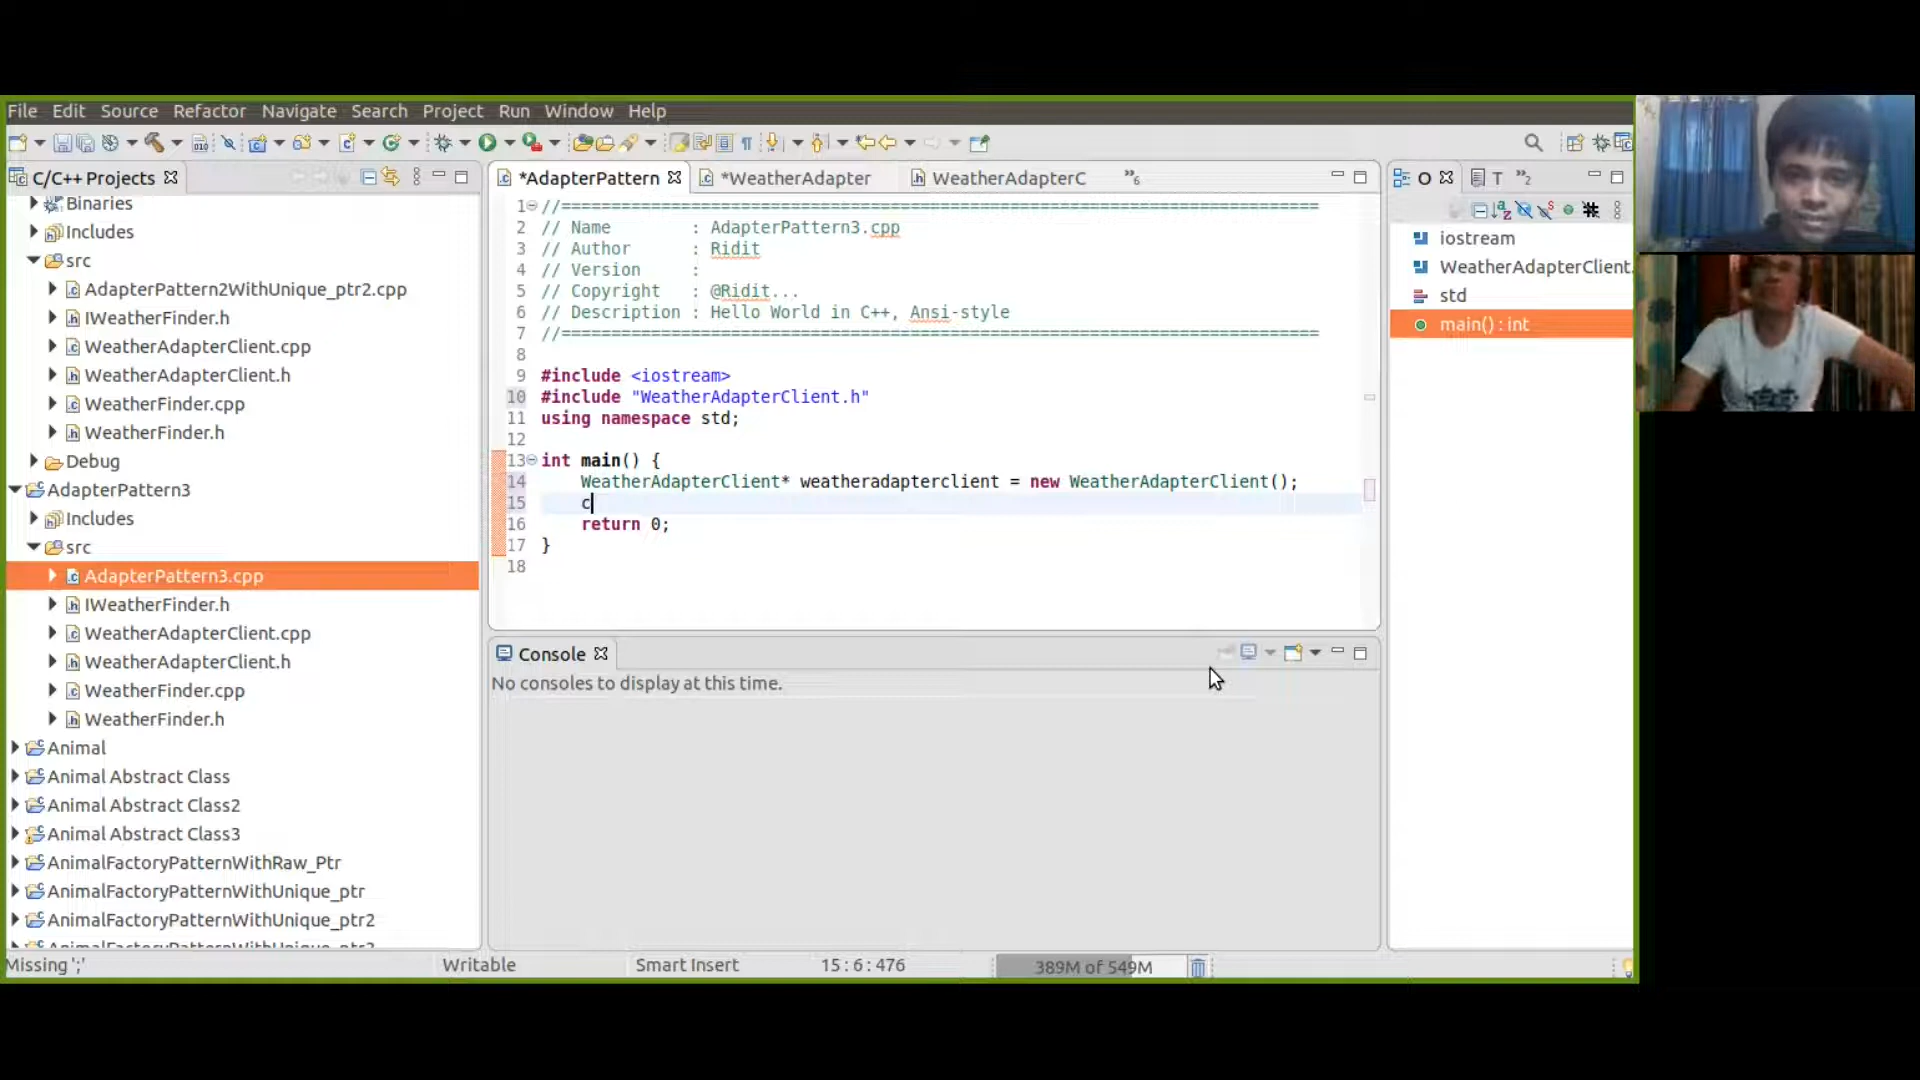 File Edit Source Refactor Navigate Search Project Run Window Help
C/C++ Projects
Binaries
Includes
src
AdapterPattern2WithUnique_ptr2.cpp
IWeatherFinder.h
WeatherAdapterClient.cpp
WeatherAdapterClient.h
WeatherFinder.cpp
WeatherFinder.h
Debug
AdapterPattern3
Includes
src
AdapterPattern3.cpp
IWeatherFinder.h
WeatherAdapterClient.cpp
WeatherAdapterClient.h
WeatherFinder.cpp
WeatherFinder.h
Animal
Animal Abstract Class
Animal Abstract Class2
Animal Abstract Class3
AnimalFactoryPatternWithRaw_Ptr
AnimalFactoryPatternWithUnique_ptr
AnimalFactoryPatternWithUnique_ptr2
*AdapterPattern *WeatherAdapter WeatherAdapterC »6
1 //============================================================================
2 // Name        : AdapterPattern3.cpp
3 // Author      : Ridit
4 // Version     :
5 // Copyright   : @Ridit...
6 // Description : Hello World in C++, Ansi-style
7 //============================================================================
8
9 #include <iostream>
10 #include "WeatherAdapterClient.h"
11 using namespace std;
12
13 int main() {
14     WeatherAdapterClient* weatheradapterclient = new WeatherAdapterClient();
15     c
16     return 0;
17 }
18
Console
No consoles to display at this time.
O T »2
iostream
WeatherAdapterClient.
std
main() : int
Missing ';' Writable Smart Insert 15 : 6 : 476 389M of 549M